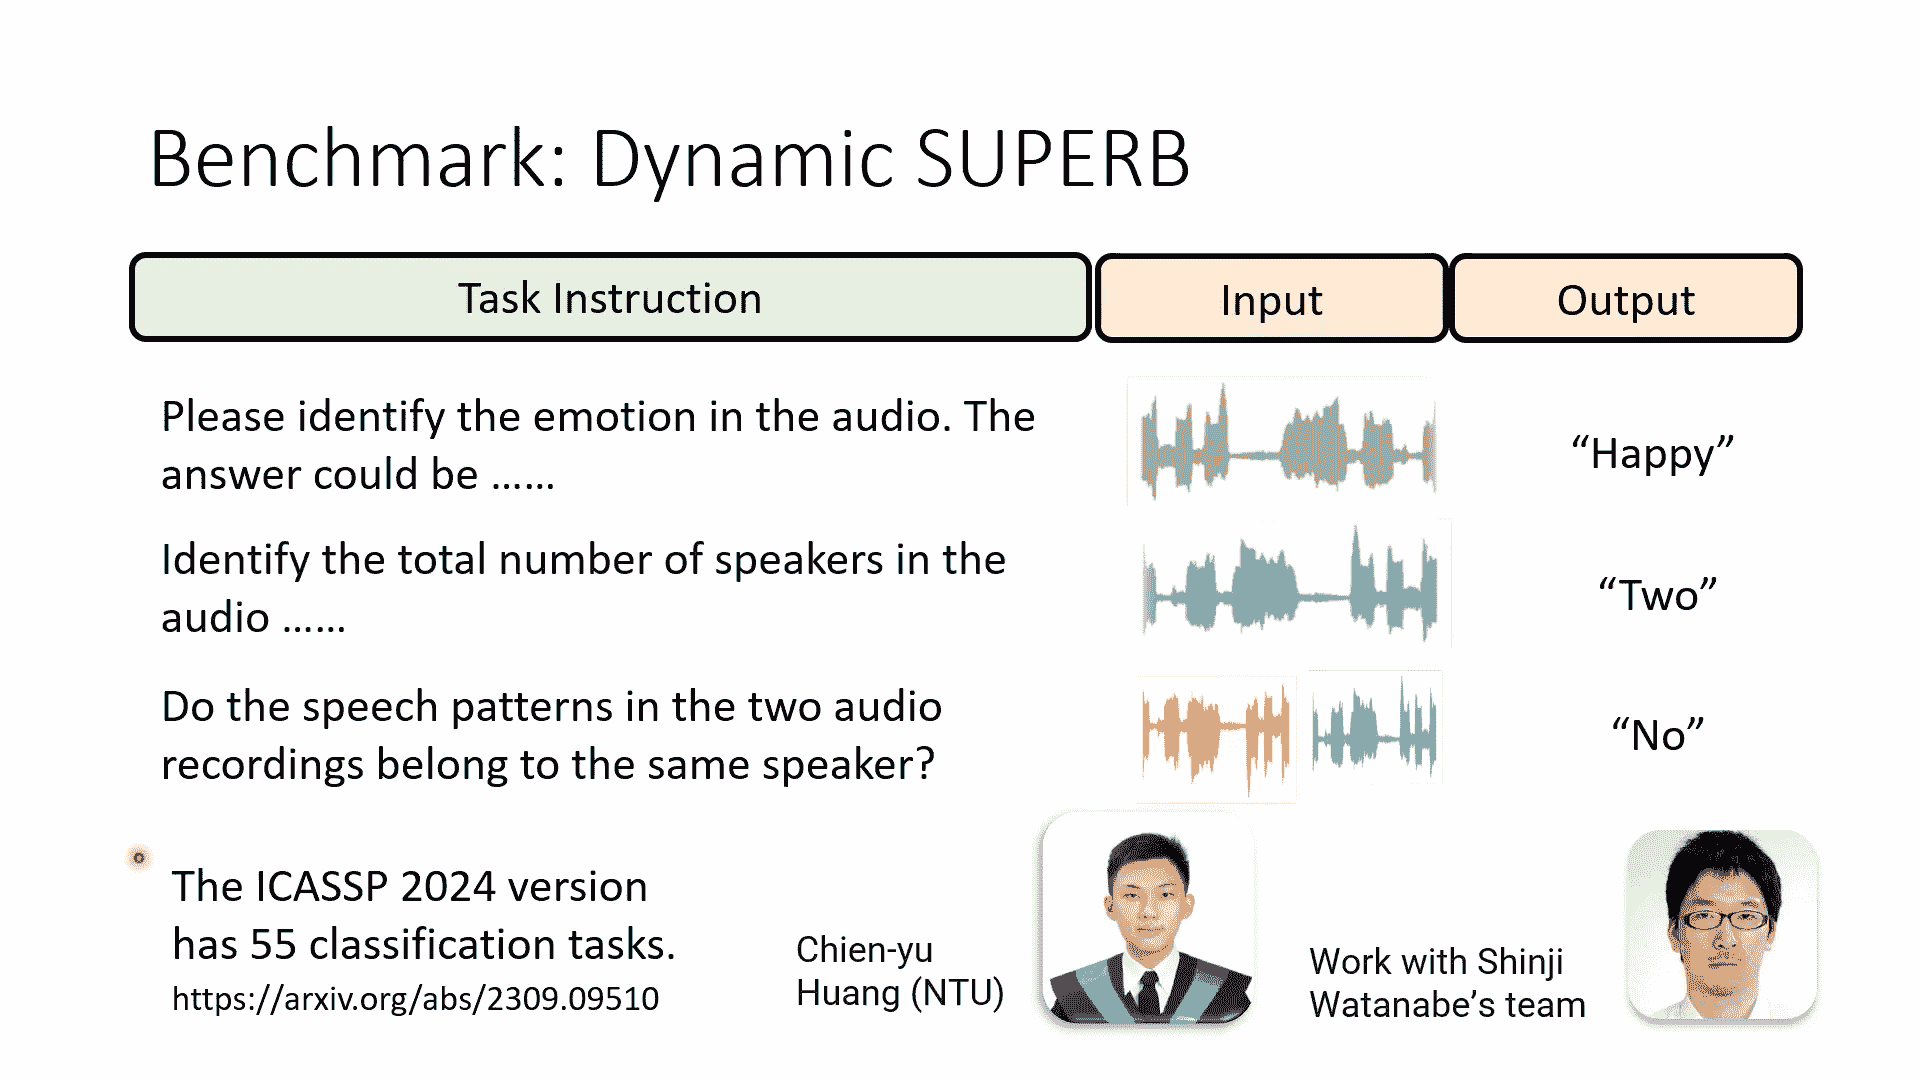 Benchmark: Dynamic SUPERB
Task Instruction
Input
Output
Please identify the emotion in the audio. The
answer could be ……
“Happy”
Identify the total number of speakers in the
audio ……
“Two”
Do the speech patterns in the two audio
recordings belong to the same speaker?
“No”
The ICASSP 2024 version
has 55 classification tasks.
https://arxiv.org/abs/2309.09510
Chien-yu
Huang (NTU)
Work with Shinji
Watanabe’s team